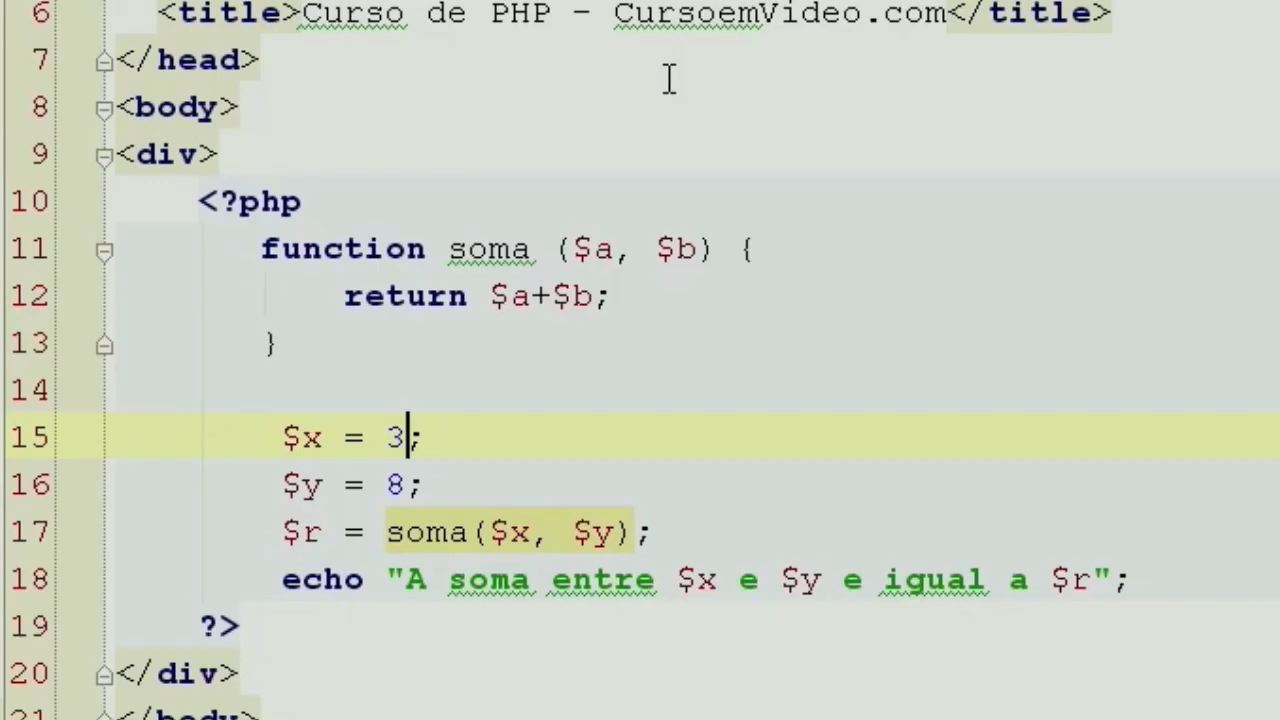 6 <title>Curso de PHP - CursoemVideo.com</title>
7 </head>
8 <body>
9 <div>
10 <?php
11 function soma ($a, $b) {
12 return $a+$b;
13 }
14
15 $x = 3;
16 $y = 8;
17 $r = soma($x, $y);
18 echo "A soma entre $x e $y e igual a $r";
19 ?>
20 </div>
21 </body>